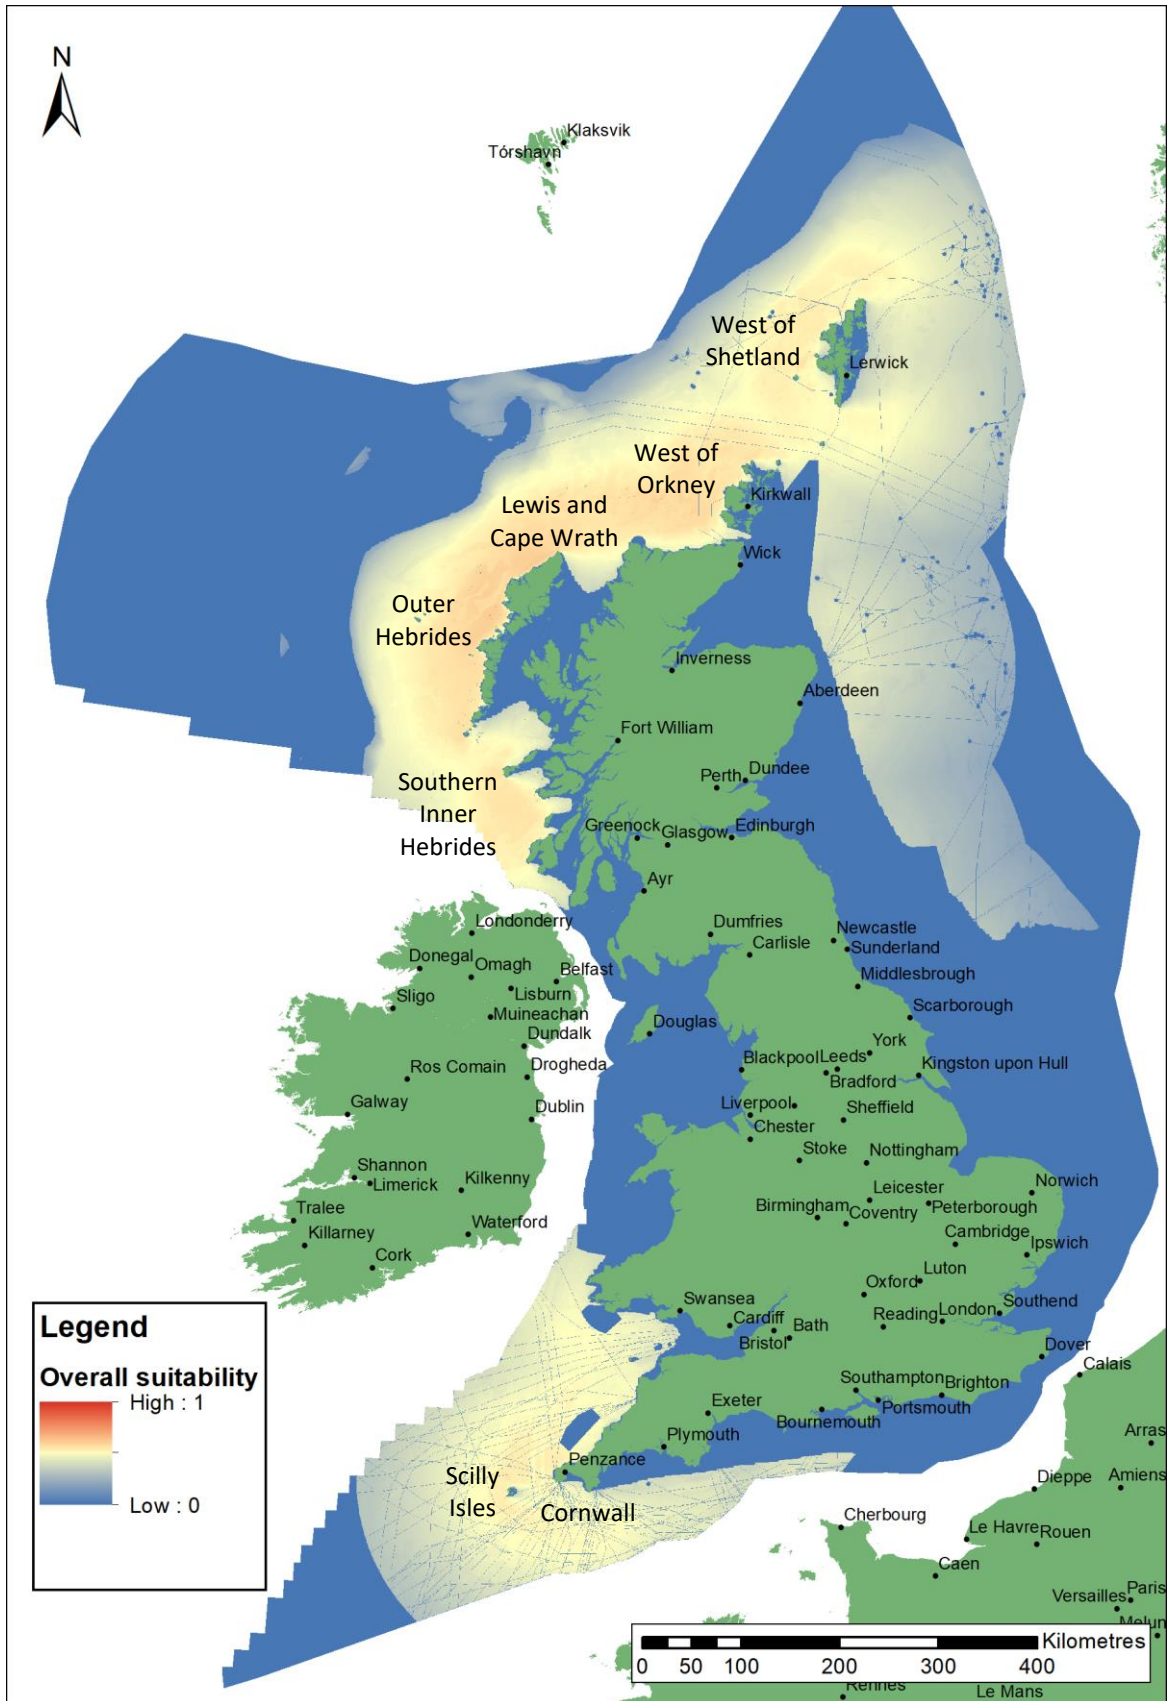 N
Klaksvik
Tórshavn
West of
Shetland
Lerwick
West of
Orkney
Kirkwall
Lewis and
Cape Wrath
Wick
Outer
Hebrides
Inverness
Aberdeen
Fort William
Southern
Inner
Hebrides
Perth
Dundee
Greenock
Glasgow
Edinburgh
Ayr
Londonderry
Dumfries
Carlisle
Newcastle
Sunderland
Donegal
Omagh
Belfast
Lisburn
Middlesbrough
Sligo
Muineachan
Scarborough
Dundalk
Douglas
York
Ros Comain
Drogheda
Blackpool
Leeds
Bradford
Kingston upon Hull
Galway
Dublin
Liverpool
Chester
Sheffield
Stoke
Nottingham
Shannon
Limerick
Kilkenny
Leicester
Norwich
Tralee
Birmingham
Coventry
Peterborough
Killarney
Waterford
Cambridge
Ipswich
Cork
Luton
Oxford
Swansea
Cardiff
Bristol
Bath
Reading
London
Southend
Dover
Calais
Southampton
Brighton
Portsmouth
Bournemouth
Exeter
Plymouth
Arras
Penzance
Scilly
Isles
Cornwall
Dieppe
Amiens
Cherbourg
Le Havre
Rouen
Caen
Versailles
Paris
Melun
Rennes
Le Mans
Legend
Overall suitability
High : 1
Low : 0
Kilometres
0 50 100 200 300 400